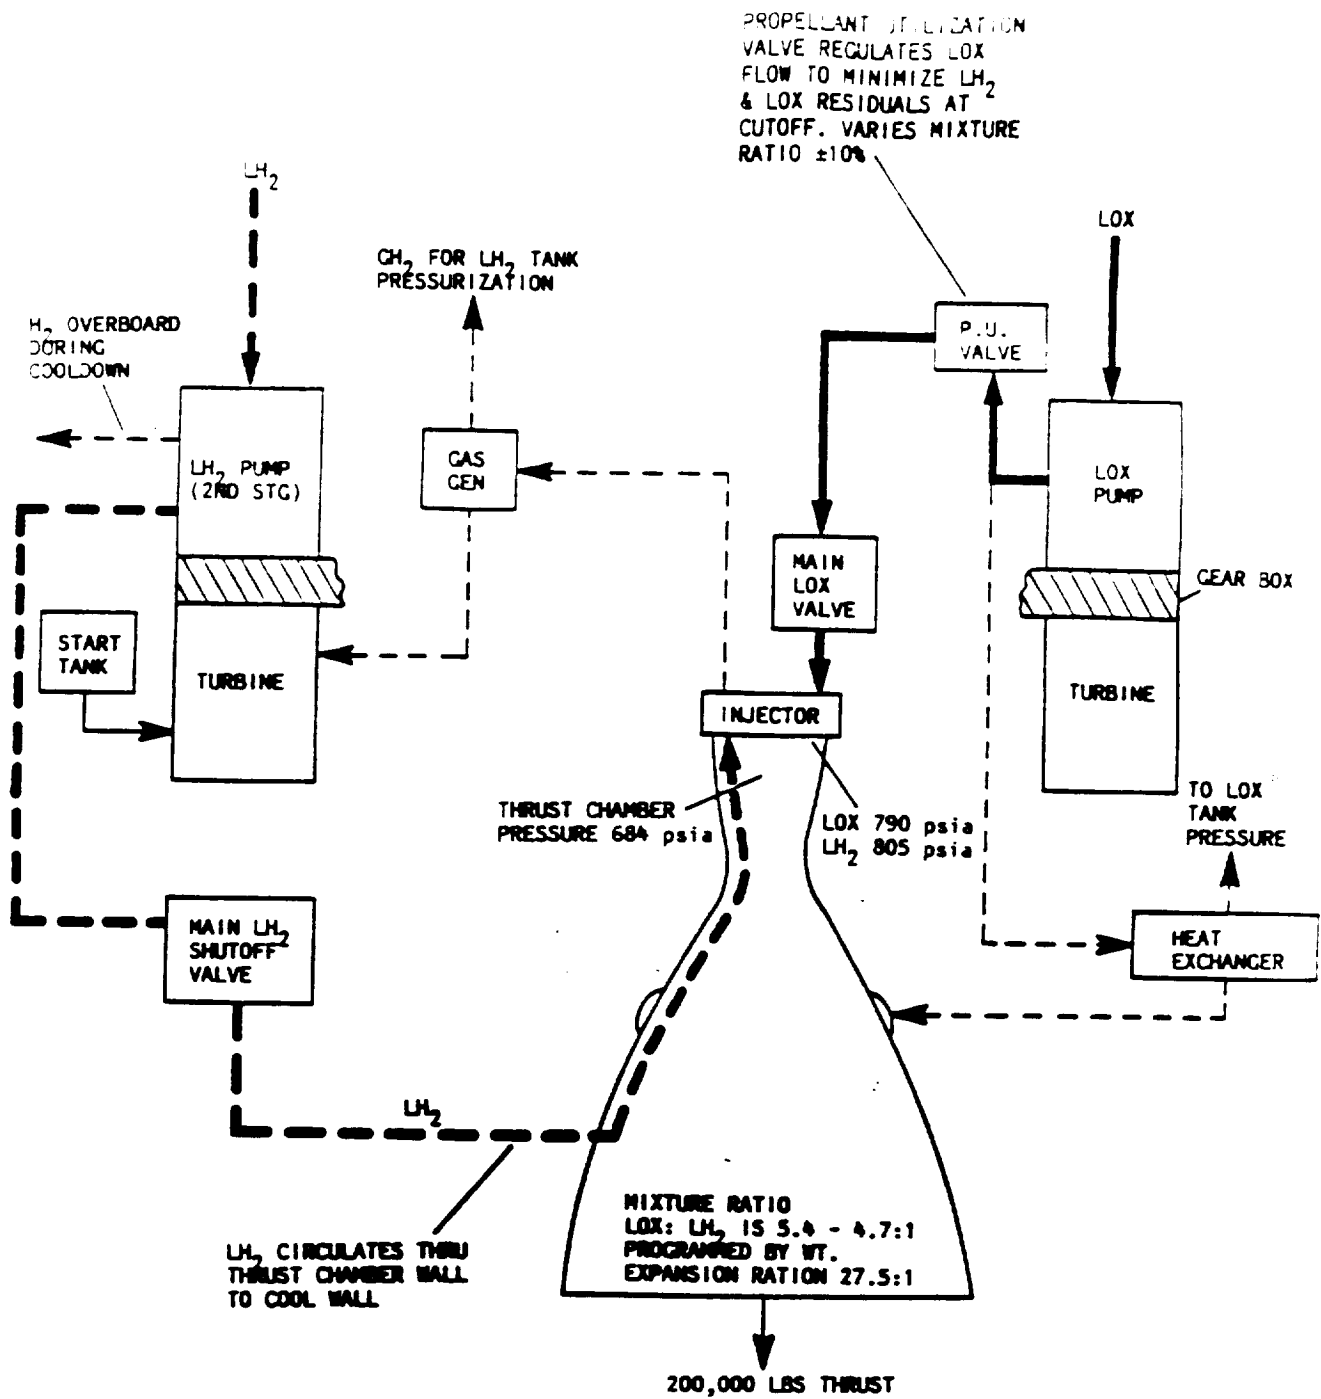 PROPELLANT UTILIZATION
VALVE REGULATES LOX
FLOW TO MINIMIZE LH2
& LOX RESIDUALS AT
CUTOFF. VARIES MIXTURE
RATIO ±10%
LH2
LOX
GH2 FOR LH2 TANK
PRESSURIZATION
H2 OVERBOARD
DURING
COOLDOWN
P.U.
VALVE
LH2 PUMP
(2ND STG)
GAS
GEN
LOX
PUMP
MAIN
LOX
VALVE
GEAR BOX
START
TANK
TURBINE
TURBINE
INJECTOR
THRUST CHAMBER
PRESSURE 684 psia
LOX 790 psia
LH2 805 psia
TO LOX
TANK
PRESSURE
MAIN LH2
SHUTOFF
VALVE
HEAT
EXCHANGER
LH2
MIXTURE RATIO
LOX: LH2 IS 5.4 - 4.7:1
PROGRAMMED BY WT.
EXPANSION RATION 27.5:1
LH2 CIRCULATES THRU
THRUST CHAMBER WALL
TO COOL WALL
200,000 LBS THRUST